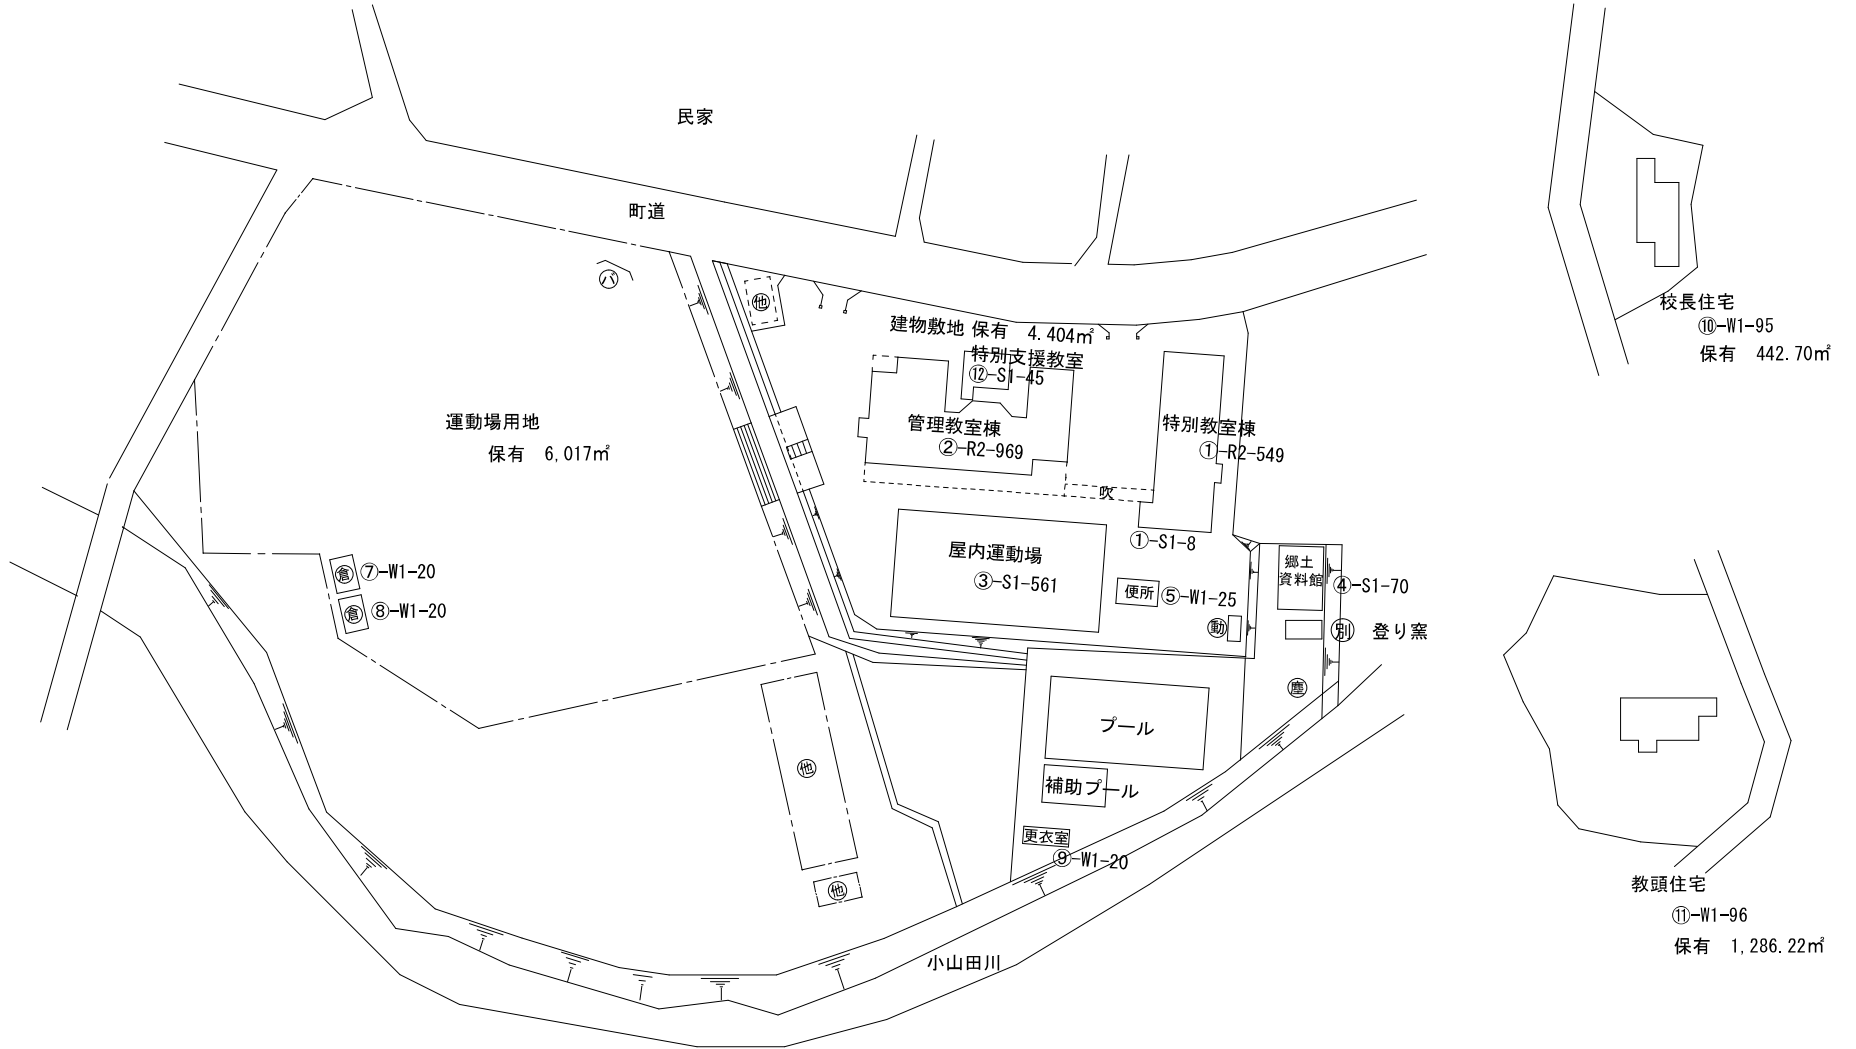 民家
町道
バ
他
建物敷地 保有 4.404㎡
特別支援教室
⑫-S1-45
管理教室棟
②-R2-969
特別教室棟
①-R2-549
吹
①-S1-8
運動場用地
保有 6,017㎡
屋内運動場
③-S1-561
便所
⑤-W1-25
郷土
資料館
④-S1-70
動
別 登り窯
塵
倉 ⑦-W1-20
倉 ⑧-W1-20
プール
補助プール
更衣室
⑨-W1-20
他
他
小山田川
校長住宅
⑩-W1-95
保有 442.70㎡
教頭住宅
⑪-W1-96
保有 1,286.22㎡